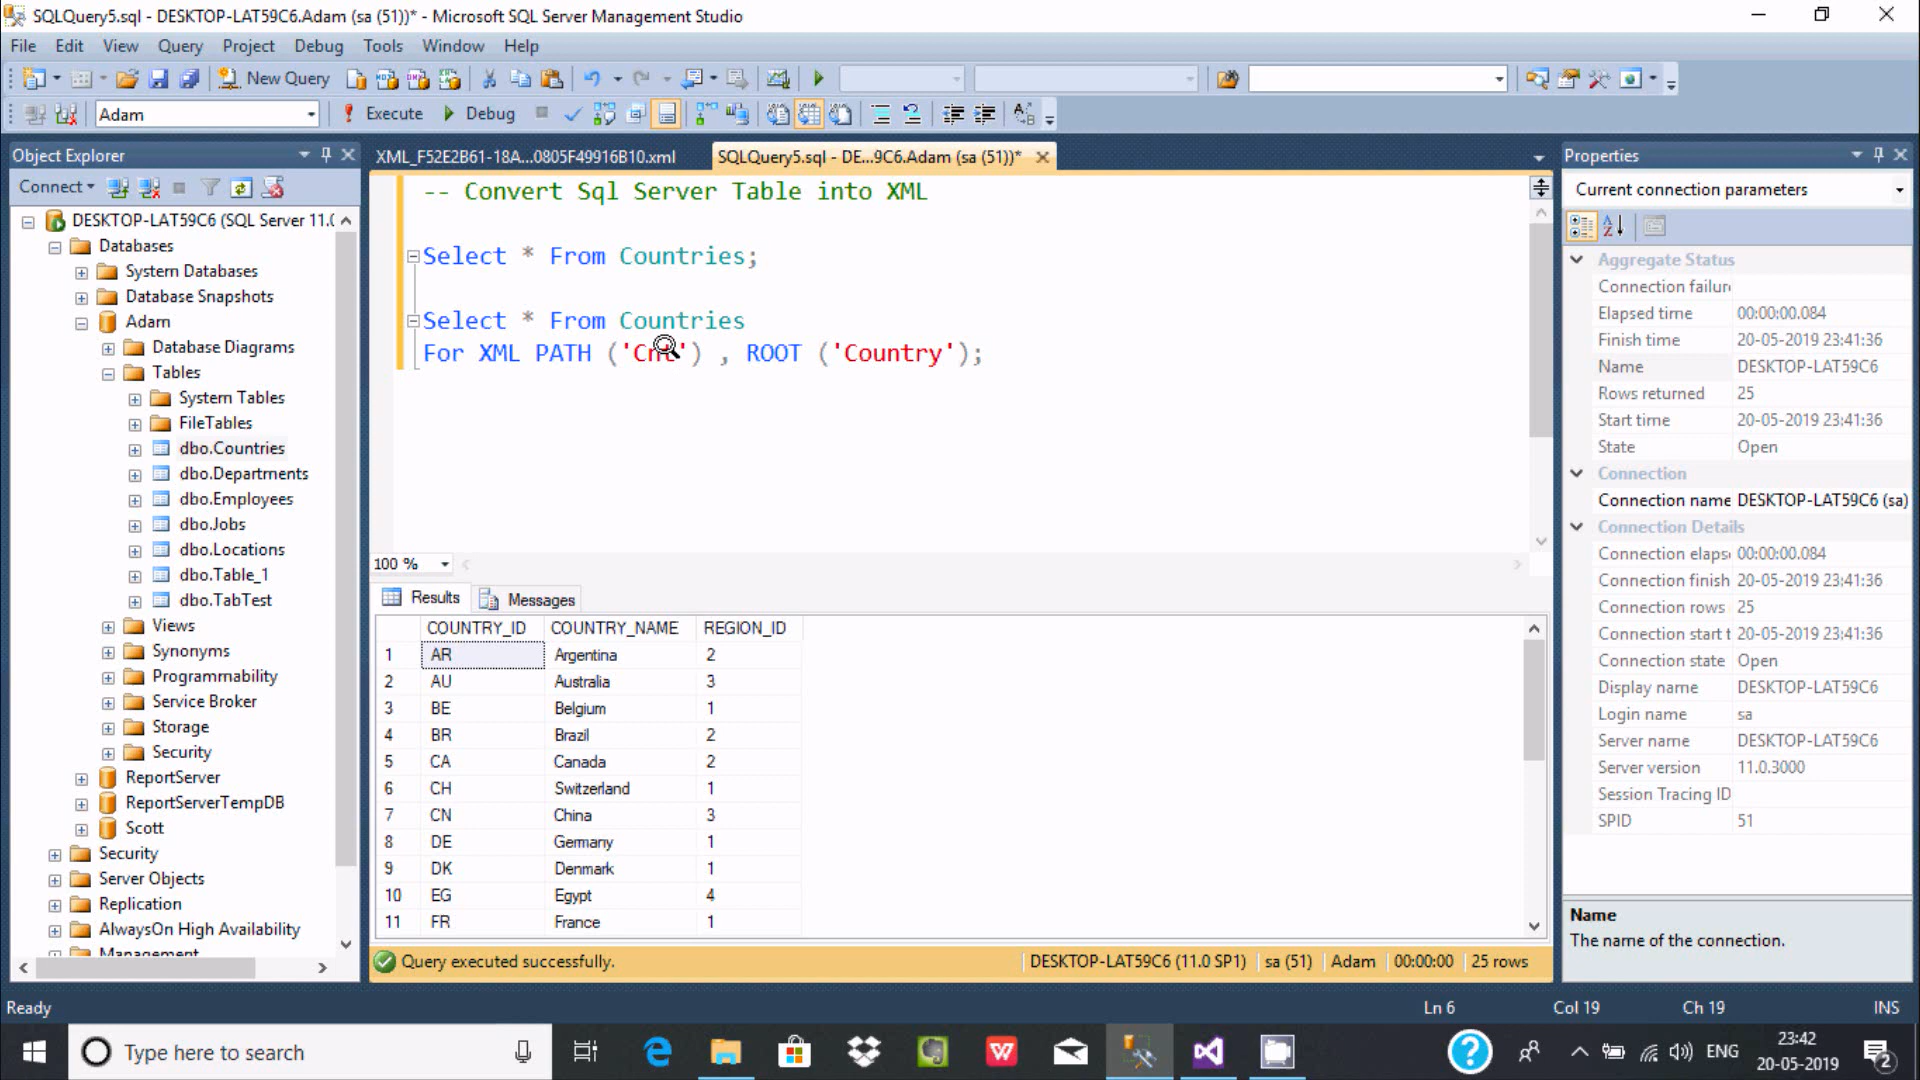 SQLQuery5.sql - DESKTOP-LAT59C6.Adam (sa (51))* - Microsoft SQL Server Management Studio
File Edit View Query Project Debug Tools Window Help
New Query
Adam Execute Debug
Object Explorer
Connect
DESKTOP-LAT59C6 (SQL Server 11.0
Databases
System Databases
Database Snapshots
Adam
Database Diagrams
Tables
System Tables
FileTables
dbo.Countries
dbo.Departments
dbo.Employees
dbo.Jobs
dbo.Locations
dbo.Table_1
dbo.TabTest
Views
Synonyms
Programmability
Service Broker
Storage
Security
ReportServer
ReportServerTempDB
Scott
Security
Server Objects
Replication
AlwaysOn High Availability
Management
XML_F52E2B61-18A...0805F49916B10.xml SQLQuery5.sql - DE...9C6.Adam (sa (51))*
-- Convert Sql Server Table into XML
Select * From Countries;
Select * From Countries
For XML PATH ('Cnt') , ROOT ('Country');
100 %
Results Messages
COUNTRY_ID COUNTRY_NAME REGION_ID
1 AR Argentina 2
2 AU Australia 3
3 BE Belgium 1
4 BR Brazil 2
5 CA Canada 2
6 CH Switzerland 1
7 CN China 3
8 DE Germany 1
9 DK Denmark 1
10 EG Egypt 4
11 FR France 1
Query executed successfully. DESKTOP-LAT59C6 (11.0 SP1) sa (51) Adam 00:00:00 25 rows
Properties
Current connection parameters
Aggregate Status
Connection failure
Elapsed time 00:00:00.084
Finish time 20-05-2019 23:41:36
Name DESKTOP-LAT59C6
Rows returned 25
Start time 20-05-2019 23:41:36
State Open
Connection
Connection name DESKTOP-LAT59C6 (sa)
Connection Details
Connection elaps 00:00:00.084
Connection finish 20-05-2019 23:41:36
Connection rows 25
Connection start t 20-05-2019 23:41:36
Connection state Open
Display name DESKTOP-LAT59C6
Login name sa
Server name DESKTOP-LAT59C6
Server version 11.0.3000
Session Tracing ID
SPID 51
Name
The name of the connection.
Ready Ln 6 Col 19 Ch 19 INS
Type here to search
ENG 23:42
20-05-2019
2